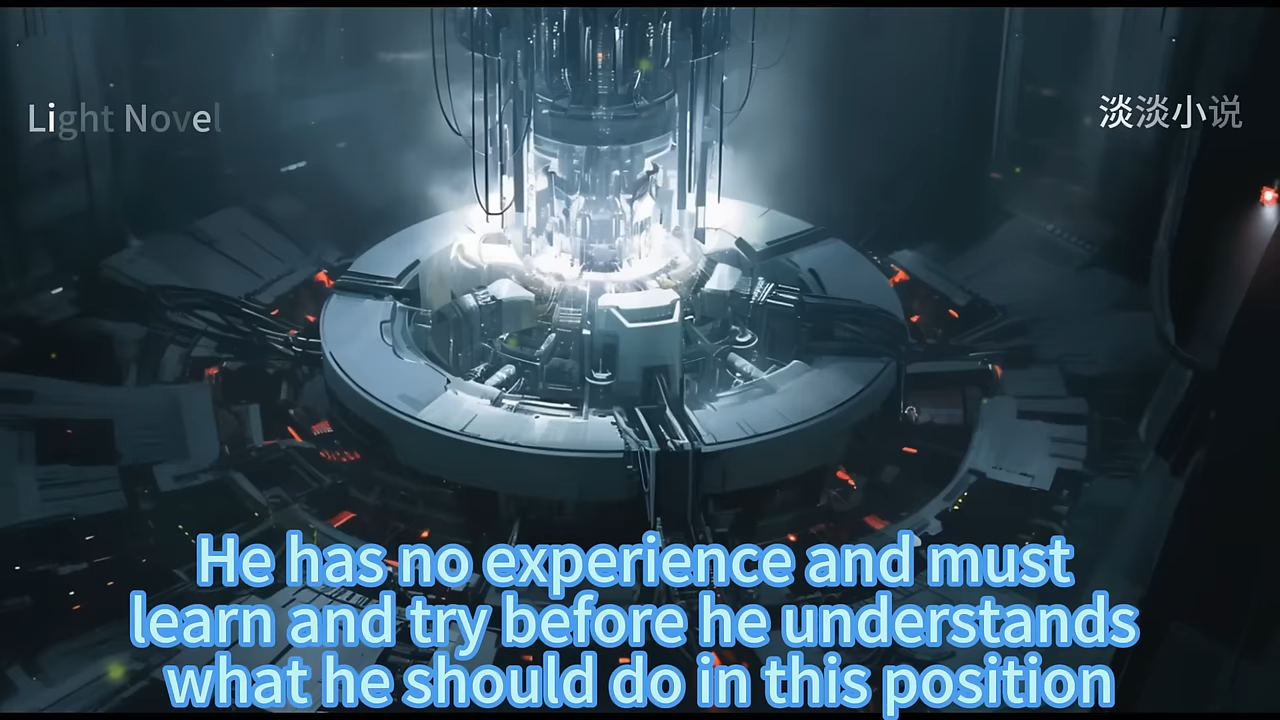 Light Novel
淡淡小说
He has no experience and must
learn and try before he understands
what he should do in this position